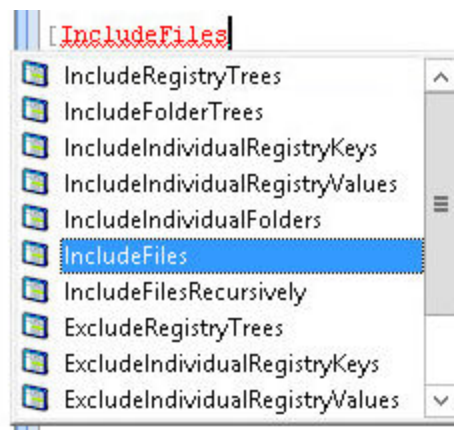 [IncludeFiles
IncludeRegistryTrees
IncludeFolderTrees
IncludeIndividualRegistryKeys
IncludeIndividualRegistryValues
IncludeIndividualFolders
IncludeFiles
IncludeFilesRecursively
ExcludeRegistryTrees
ExcludeIndividualRegistryKeys
ExcludeIndividualRegistryValues